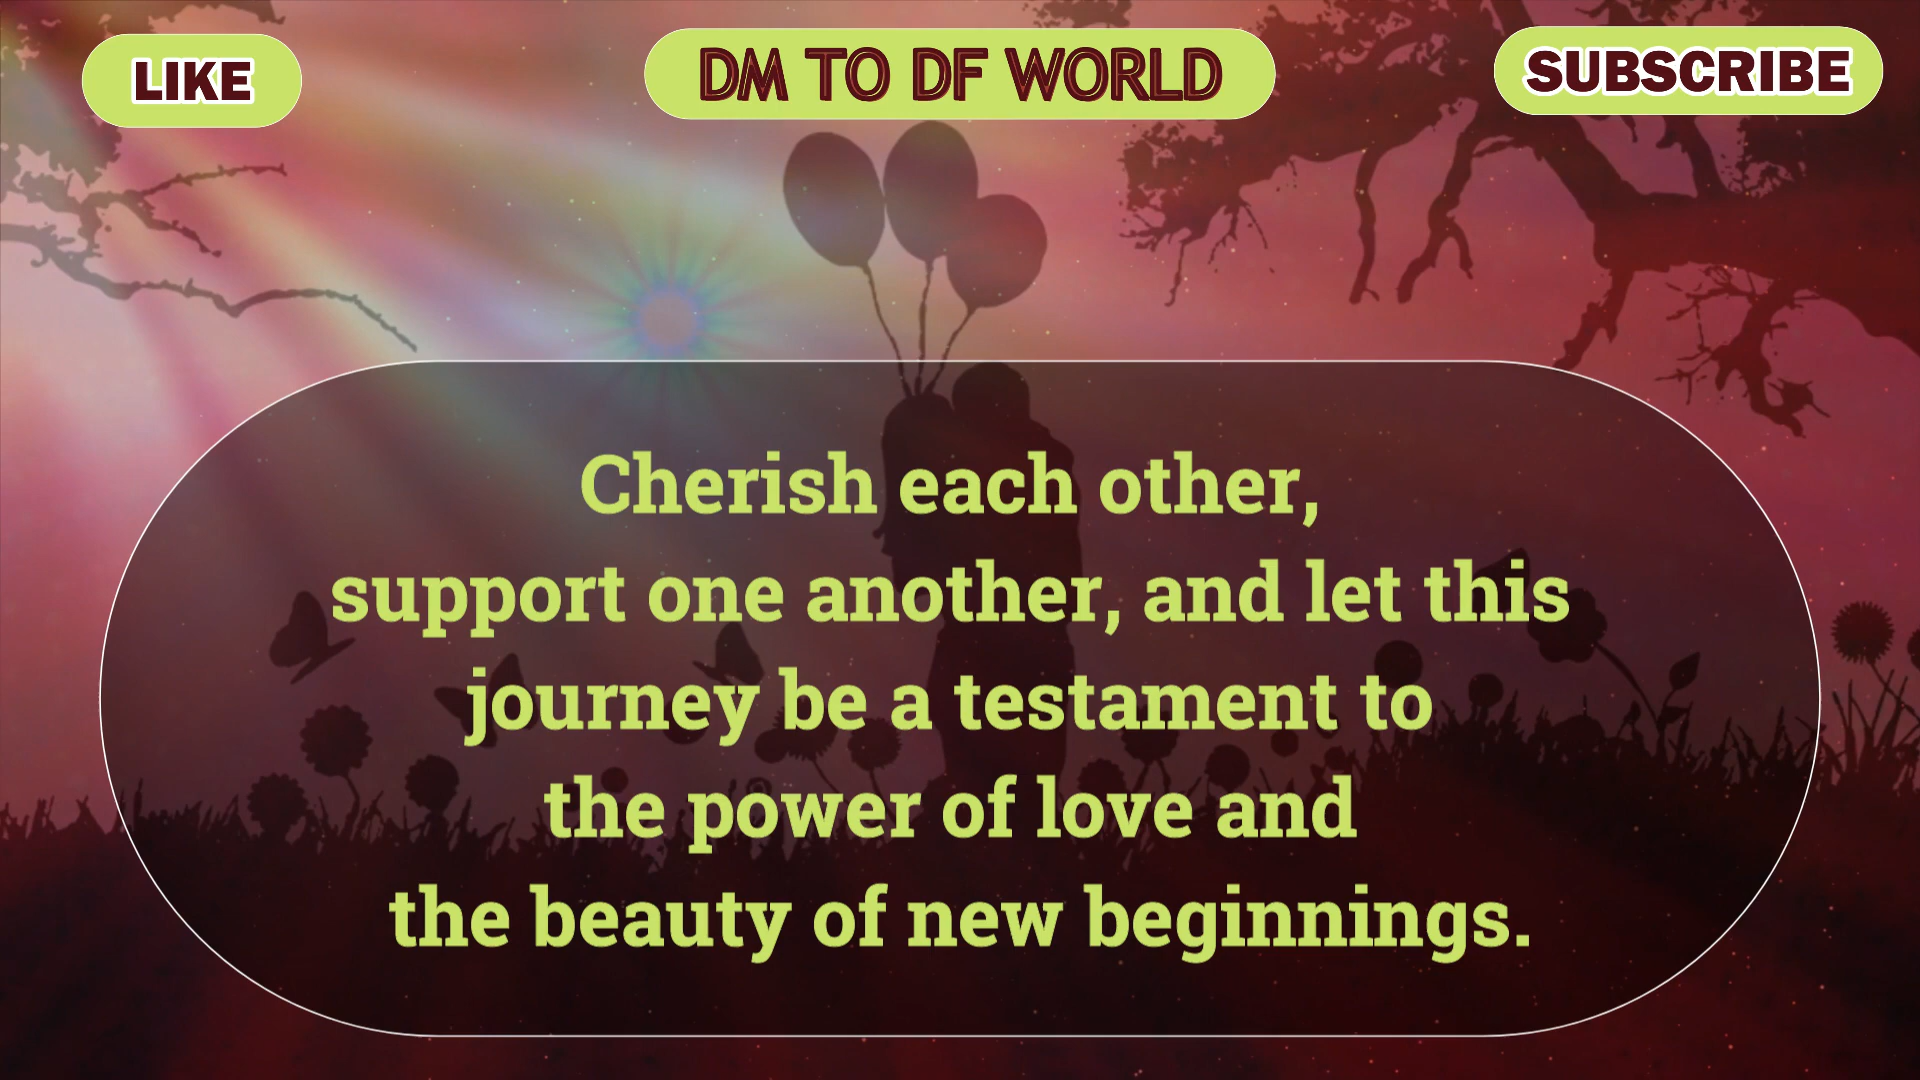 LIKE
DM TO DF WORLD
SUBSCRIBE
Cherish each other,
support one another, and let this
journey be a testament to
the power of love and
the beauty of new beginnings.